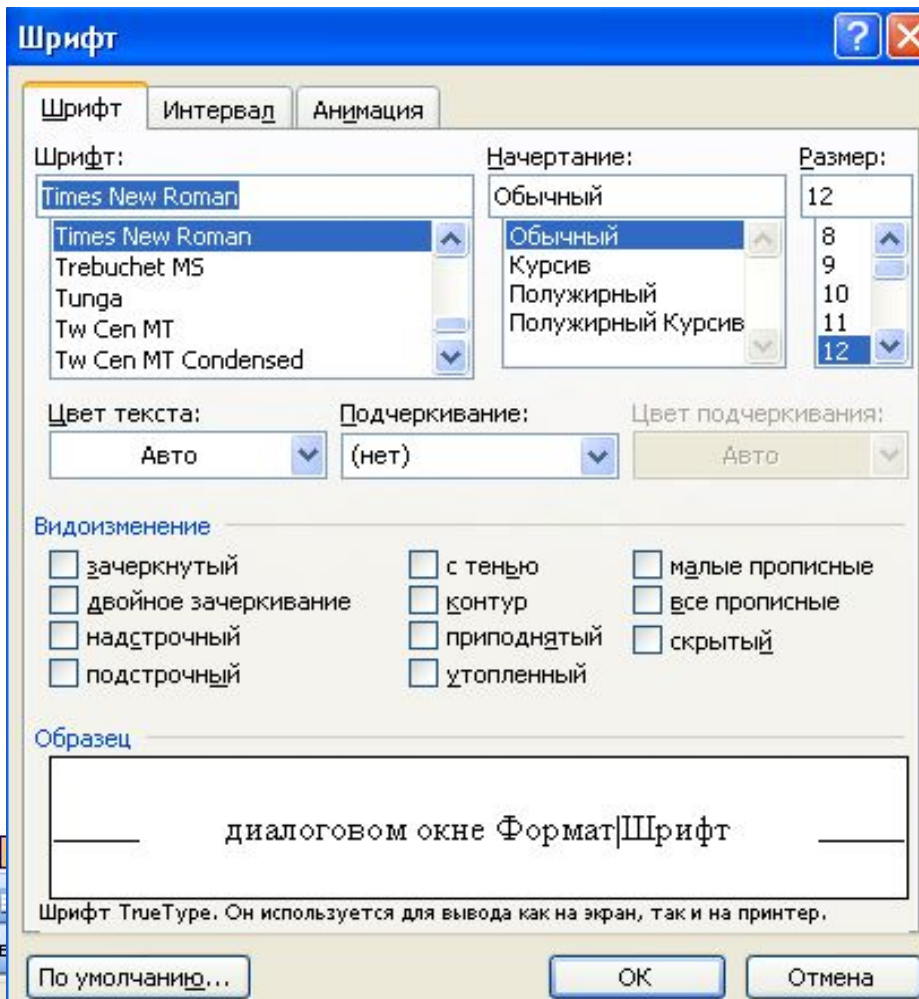 Шрифт
Шрифт Интервал Анимация
Шрифт: Начертание: Размер:
Times New Roman Обычный 12
Times New Roman Обычный 8
Trebuchet MS Курсив 9
Tunga Полужирный 10
Tw Cen MT Полужирный Курсив 11
Tw Cen MT Condensed 12
Цвет текста: Подчеркивание: Цвет подчеркивания:
Авто (нет) Авто
Видоизменение
зачеркнутый с тенью малые прописные
двойное зачеркивание контур все прописные
надстрочный приподнятый скрытый
подстрочный утопленный
Образец
диалоговом окне Формат|Шрифт
Шрифт TrueType. Он используется для вывода как на экран, так и на принтер.
По умолчанию... ОК Отмена